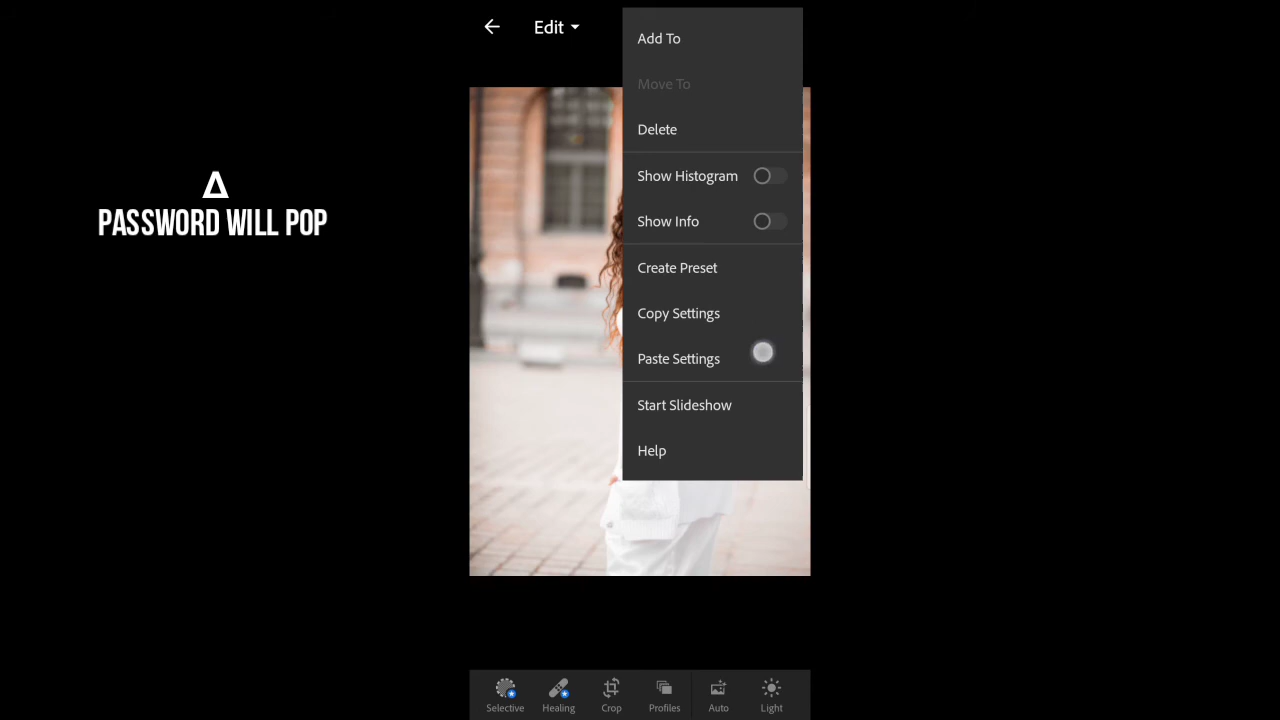 Edit
Add To
Move To
Delete
Show Histogram
Show Info
Create Preset
Copy Settings
Paste Settings
Start Slideshow
Help
Δ
PASSWORD WILL POP
Selective
Healing
Crop
Profiles
Auto
Light